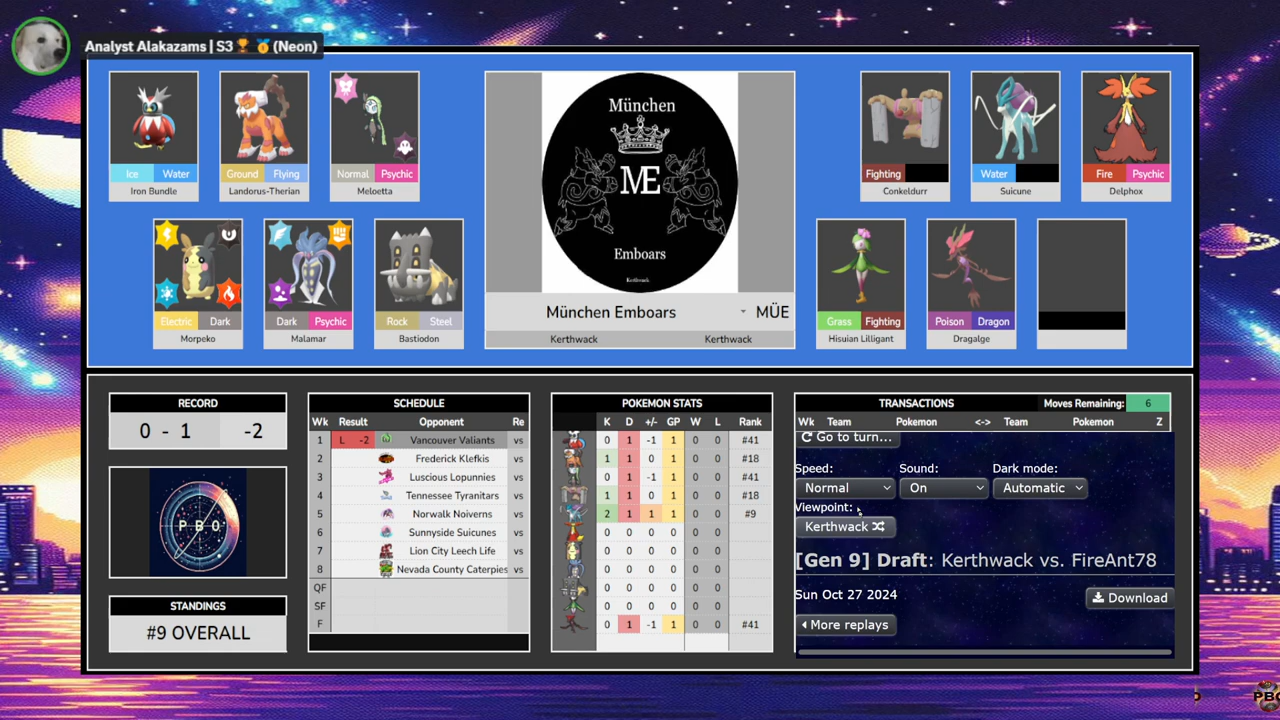 Analyst Alakazams | S3🏆 🥇(Neon)
Ice Water
Iron Bundle
Ground Flying
Landorus-Therian
Normal Psychic
Meloetta
Electric Dark
Morpeko
Dark Psychic
Malamar
Rock Steel
Bastiodon
München
ME
Emboars
Kerthwack
München Emboars MÜE
Kerthwack Kerthwack
Fighting
Conkeldurr
Water
Suicune
Fire Psychic
Delphox
Grass Fighting
Hisuian Lilligant
Poison Dragon
Dragalge
RECORD
0 - 1 -2
PBO
STANDINGS
#9 OVERALL
SCHEDULE
Wk Result Opponent Re
1 L -2 Vancouver Valiants vs
2 Frederick Klefkis vs
3 Luscious Lopunnies vs
4 Tennessee Tyranitars vs
5 Norwalk Noiverns vs
6 Sunnyside Suicunes vs
7 Lion City Leech Life vs
8 Nevada County Caterpies vs
QF
SF
F
POKEMON STATS
K D +/- GP W L Rank
0 1 -1 1 0 0 #41
1 1 0 1 0 0 #18
0 1 -1 1 0 0 #41
1 1 0 1 0 0 #18
2 1 1 1 0 0 #9
0 0 0 0 0 0
0 0 0 0 0 0
0 0 0 0 0 0
0 0 0 0 0 0
0 0 0 0 0 0
0 1 -1 1 0 0 #41
TRANSACTIONS Moves Remaining: 6
Wk Team Pokemon <-> Team Pokemon Z
Go to turn...
Speed: Sound: Dark mode:
Normal On Automatic
Viewpoint:
Kerthwack
[Gen 9] Draft: Kerthwack vs. FireAnt78
Sun Oct 27 2024
Download
More replays